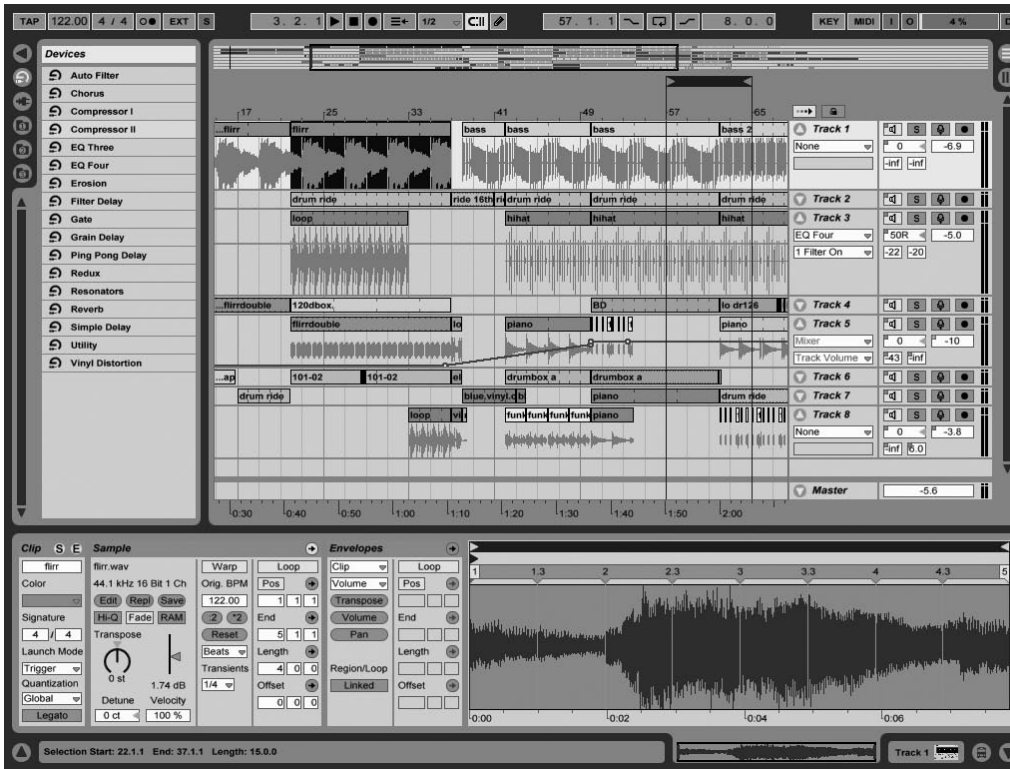 TAP 122.00 4 / 4 EXT S 3. 2. 1 1/2 57. 1. 1 8. 0. 0 KEY MIDI I O 4 %
Devices
Auto Filter
Chorus
Compressor I
Compressor II
EQ Three
EQ Four
Erosion
Filter Delay
Gate
Grain Delay
Ping Pong Delay
Redux
Resonators
Reverb
Simple Delay
Utility
Vinyl Distortion
17 25 33 41 49 57 65
...flirr flirr bass bass bass bass 2 Track 1 S
None 0 -6.9
-inf -inf
drum ride ride 16th drum ride drum ride drum ride Track 2 S
loop hihat hihat hihat Track 3 S
EQ Four 50R -5.0
1 Filter On -22 -20
...flirrdouble 120dbox. BD lo dr126 Track 4 S
flirrdouble lo piano piano Track 5 S
Mixer 0 -10
Track Volume -43 -inf
...ap 101-02 101-02 el drumbox a drumbox a Track 6 S
drum ride blue,vinyl.c b piano drum ride Track 7 S
loop funk funk funk funk piano Track 8 S
None 0 -3.8
-inf 6.0
Master -5.6
0:30 0:40 0:50 1:00 1:10 1:20 1:30 1:40 1:50 2:00
Clip S E
flirr
Color
Signature
4 / 4
Launch Mode
Trigger
Quantization
Global
Legato
Sample
flirr.wav
44.1 kHz 16 Bit 1 Ch
Edit Repl Save
Hi-Q Fade RAM
Transpose
0 st
1.74 dB
Detune Velocity
0 ct 100 %
Warp
Orig. BPM
122.00
:2 *2
Reset
Beats
Transients
1/4
Loop
Pos
1 1 1
End
5 1 1
Length
4 0 0
Offset
0 0 0
Envelopes
Clip
Volume
Transpose
Volume
Pan
Region/Loop
Linked
Loop
Pos
End
Length
Offset
1 1.3 2 2.3 3 3.3 4 4.3 5
0:00 0:02 0:04 0:06
Selection Start: 22.1.1 End: 37.1.1 Length: 15.0.0
Track 1